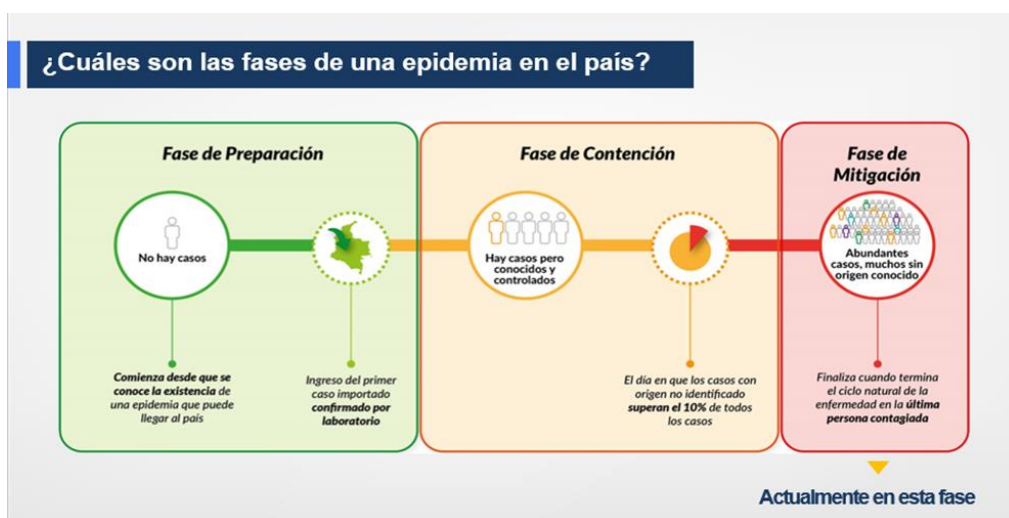 ¿Cuáles son las fases de una epidemia en el país?
Fase de Preparación
No hay casos
Comienza desde que se
conoce la existencia de
una epidemia que puede
llegar al país
Ingreso del primer
caso importado
confirmado por
laboratorio
Fase de Contención
Hay casos pero
conocidos y
controlados
El día en que los casos con
origen no identificado
superan el 10% de todos
los casos
Fase de
Mitigación
Abundantes
casos, muchos sin
origen conocido
Finaliza cuando termina
el ciclo natural de la
enfermedad en la última
persona contagiada
Actualmente en esta fase